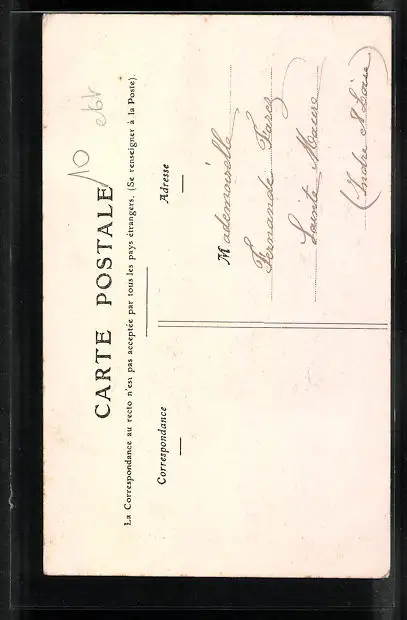 10
CARTE POSTALE
La Correspondance au recto n'est pas acceptée par tous les pays étrangers. (Se renseigner à la Poste).
Correspondance
Adresse
Mademoiselle
Fernande Farez
Sainte Maure
(Indre et Loire